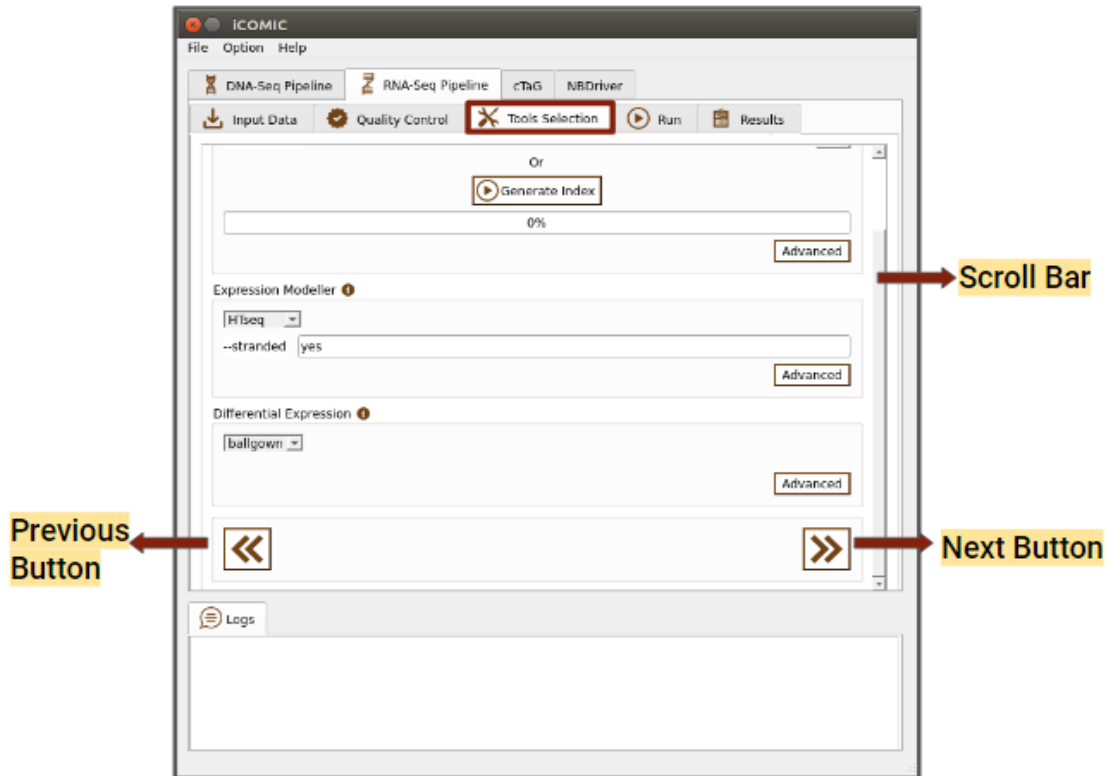 iCOMIC
File Option Help
DNA-Seq Pipeline RNA-Seq Pipeline cTaG NBDriver
Input Data Quality Control Tools Selection Run Results
Or
Generate Index
0%
Advanced
Scroll Bar
Expression Modeller
HTseq
--stranded yes
Advanced
Differential Expression
ballgown
Advanced
Previous
Button
Next Button
Logs